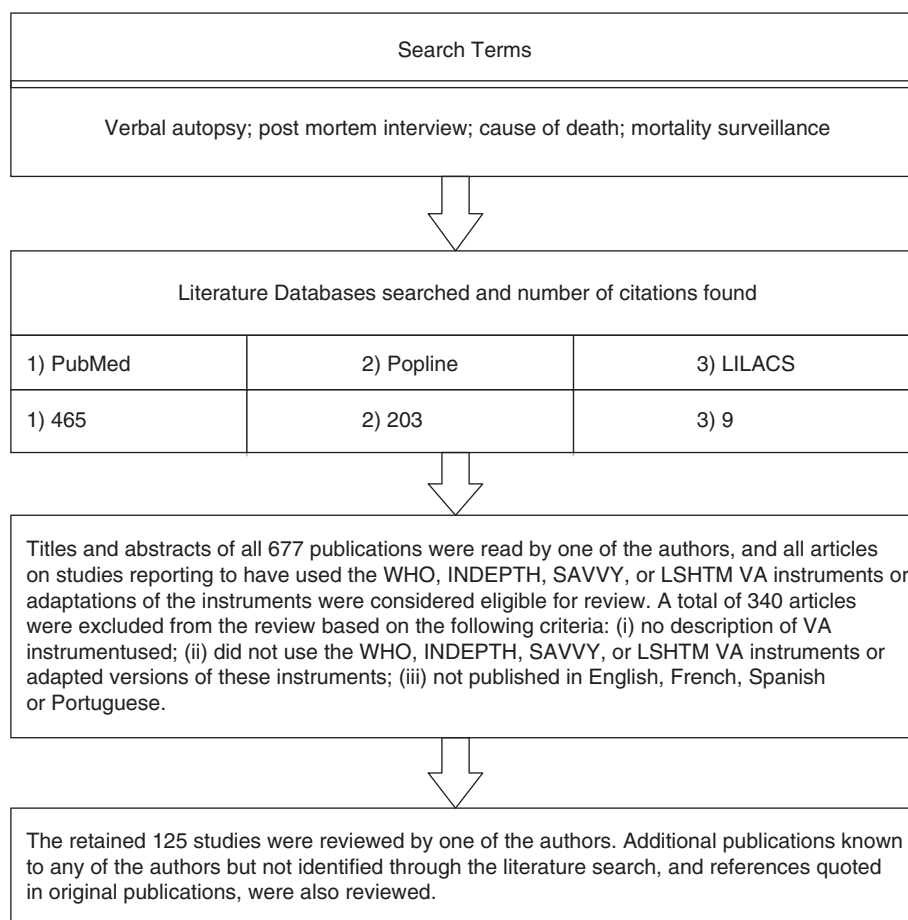 Search Terms
Verbal autopsy; post mortem interview; cause of death; mortality surveillance
Literature Databases searched and number of citations found
1) PubMed
2) Popline
3) LILACS
1) 465
2) 203
3) 9
Titles and abstracts of all 677 publications were read by one of the authors, and all articles
on studies reporting to have used the WHO, INDEPTH, SAVVY, or LSHTM VA instruments or
adaptations of the instruments were considered eligible for review. A total of 340 articles
were excluded from the review based on the following criteria: (i) no description of VA
instrumentused; (ii) did not use the WHO, INDEPTH, SAVVY, or LSHTM VA instruments or
adapted versions of these instruments; (iii) not published in English, French, Spanish
or Portuguese.
The retained 125 studies were reviewed by one of the authors. Additional publications known
to any of the authors but not identified through the literature search, and references quoted
in original publications, were also reviewed.